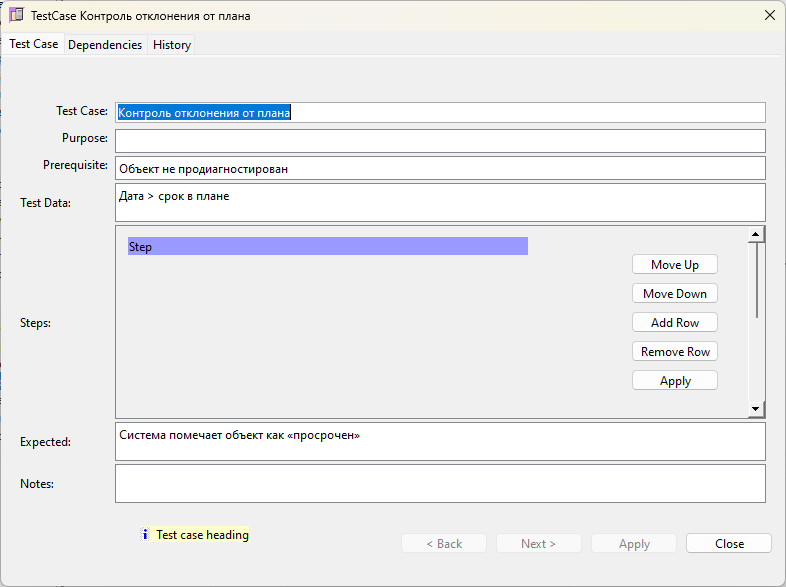 TestCase Контроль отклонения от плана
Test Case Dependencies History
Test Case: Контроль отклонения от плана
Purpose:
Prerequisite: Объект не продиагностирован
Test Data: Дата > срок в плане
Step
Move Up
Move Down
Steps:
Add Row
Remove Row
Apply
Expected: Система помечает объект как «просрочен»
Notes:
Test case heading
< Back Next > Apply Close